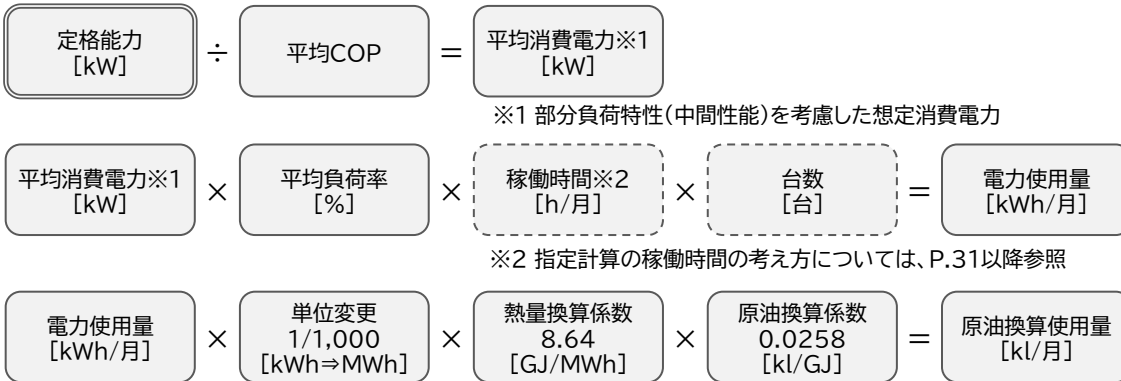 定格能力
[kW]
÷
平均COP
=
平均消費電力※1
[kW]
※1 部分負荷特性(中間性能)を考慮した想定消費電力
平均消費電力※1
[kW]
×
平均負荷率
[%]
×
稼働時間※2
[h/月]
×
台数
[台]
=
電力使用量
[kWh/月]
※2 指定計算の稼働時間の考え方については、P.31以降参照
電力使用量
[kWh/月]
×
単位変更
1/1,000
[kWh⇒MWh]
×
熱量換算係数
8.64
[GJ/MWh]
×
原油換算係数
0.0258
[kl/GJ]
=
原油換算使用量
[kl/月]